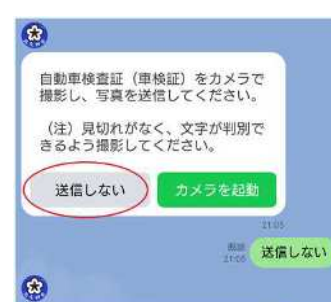 自動車検査証（車検証）をカメラで
撮影し、写真を送信してください。
（注）見切れがなく、文字が判別で
きるよう撮影してください。
送信しない
カメラを起動
21:05
既読
21:05
送信しない